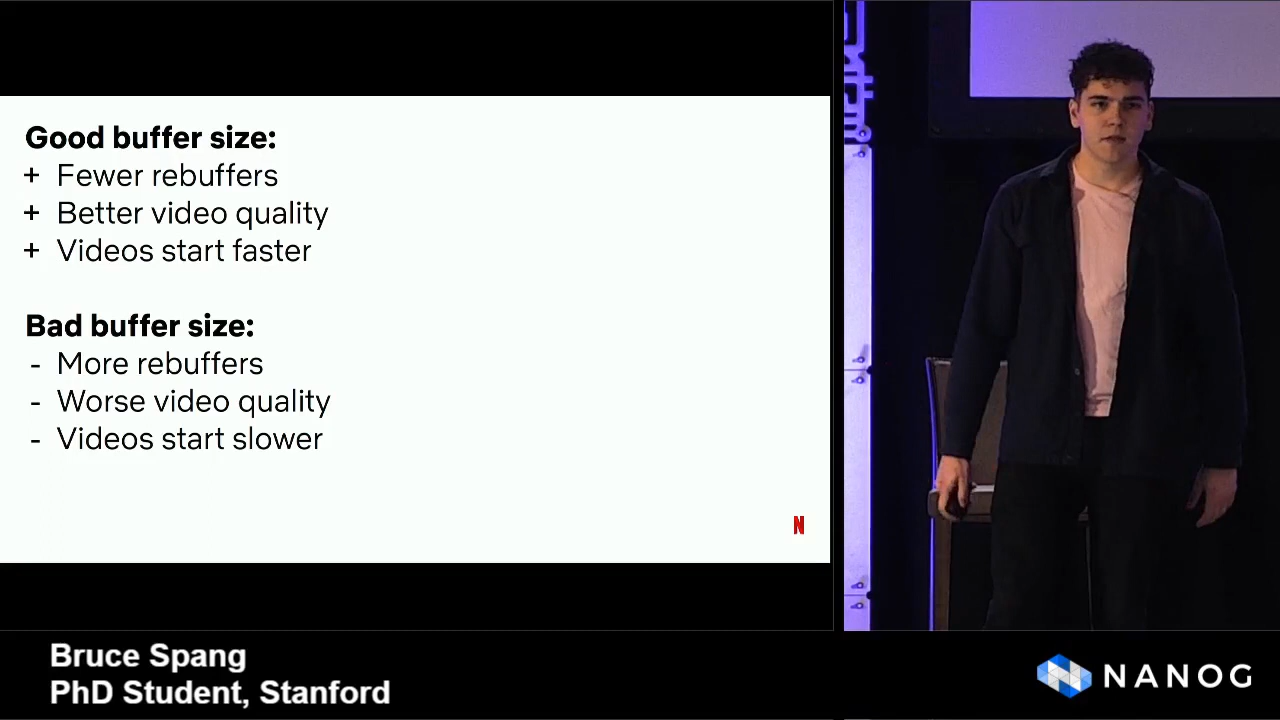 Good buffer size:
+ Fewer rebuffers
+ Better video quality
+ Videos start faster
Bad buffer size:
- More rebuffers
- Worse video quality
- Videos start slower
N
Bruce Spang
PhD Student, Stanford
NANOG